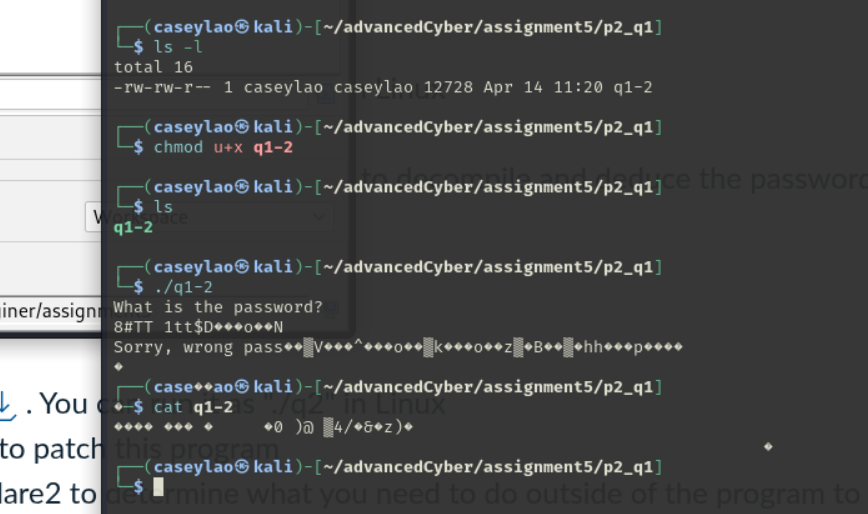 ┌──(caseylao㉿kali)-[~/advancedCyber/assignment5/p2_q1]
└─$ ls -l
total 16
-rw-rw-r-- 1 caseylao caseylao 12728 Apr 14 11:20 q1-2
┌──(caseylao㉿kali)-[~/advancedCyber/assignment5/p2_q1]
└─$ chmod u+x q1-2
to decompile and deduce the password
┌──(caseylao㉿kali)-[~/advancedCyber/assignment5/p2_q1]
└─$ ls
Workspace
q1-2
┌──(caseylao㉿kali)-[~/advancedCyber/assignment5/p2_q1]
└─$ ./q1-2
iner/assignm
What is the password?
8#TT 1tt$D���o��N
Sorry, wrong pass��▒V���^���o��▒k���o��z▒�B��▒�hh���p����
�
┌──(case��ao㉿kali)-[~/advancedCyber/assignment5/p2_q1]
�─$ cat q1-2
. You can run it as "./q2" in Linux
���� ��� � �0 )@ ▒4/�&�z)�
to patch this program
�
┌──(caseylao㉿kali)-[~/advancedCyber/assignment5/p2_q1]
└─$
lare2 to determine what you need to do outside of the program to